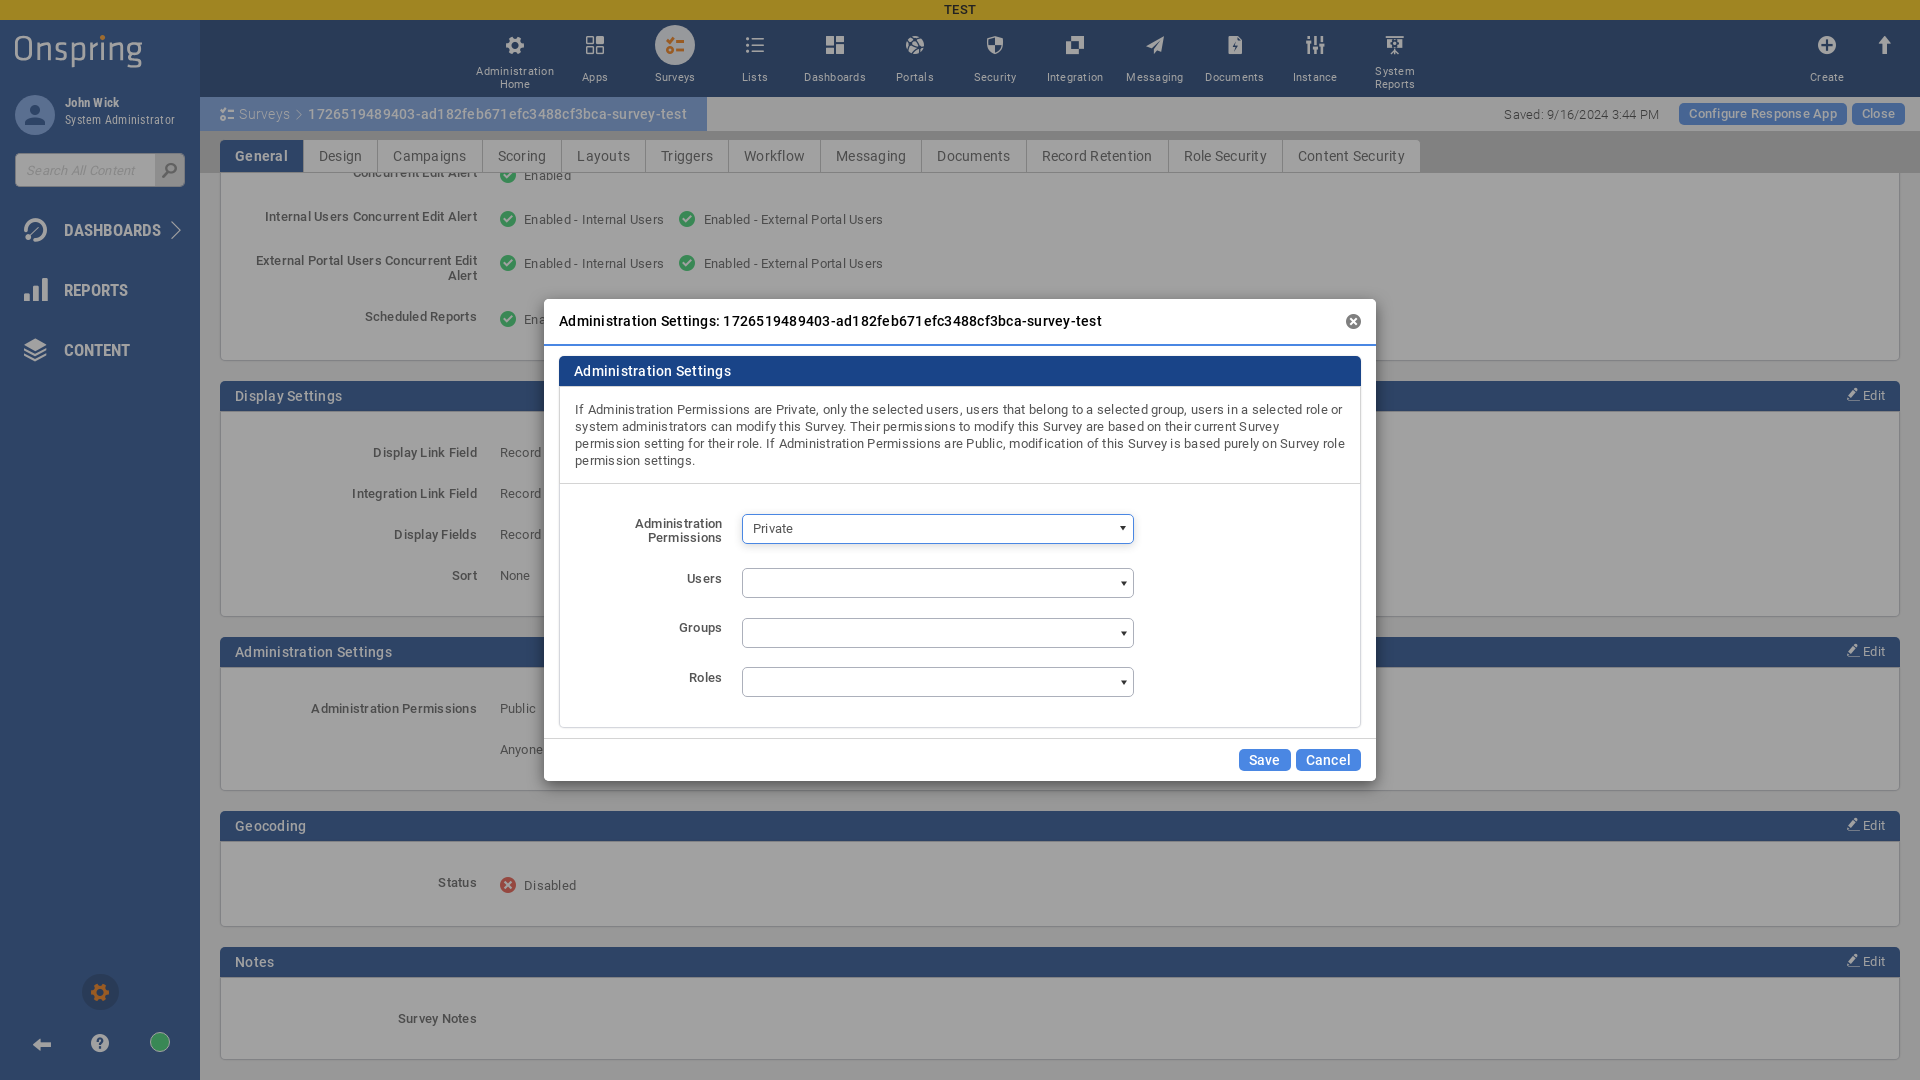 TEST
Onspring
John Wick
System Administrator
Search All Content
DASHBOARDS
REPORTS
CONTENT
Administration Home
Apps
Surveys
Lists
Dashboards
Portals
Security
Integration
Messaging
Documents
Instance
System Reports
Create
Surveys
1726519489403-ad182feb671efc3488cf3bca-survey-test
Saved: 9/16/2024 3:44 PM
Configure Response App
Close
General
Design
Campaigns
Scoring
Layouts
Triggers
Workflow
Messaging
Documents
Record Retention
Role Security
Content Security
Concurrent Edit Alert
Enabled
Internal Users Concurrent Edit Alert
Enabled - Internal Users
Enabled - External Portal Users
External Portal Users Concurrent Edit
Alert
Enabled - Internal Users
Enabled - External Portal Users
Scheduled Reports
Display Settings
Edit
Display Link Field
Record
Integration Link Field
Record
Display Fields
Record
Sort
None
Administration Settings
Edit
Administration Permissions
Public
Anyone
Geocoding
Edit
Status
Disabled
Notes
Edit
Survey Notes
Administration Settings: 1726519489403-ad182feb671efc3488cf3bca-survey-test
Administration Settings
If Administration Permissions are Private, only the selected users, users that belong to a selected group, users in a selected role or
system administrators can modify this Survey. Their permissions to modify this Survey are based on their current Survey
permission setting for their role. If Administration Permissions are Public, modification of this Survey is based purely on Survey role
permission settings.
Administration
Permissions
Private
Users
Groups
Roles
Save
Cancel